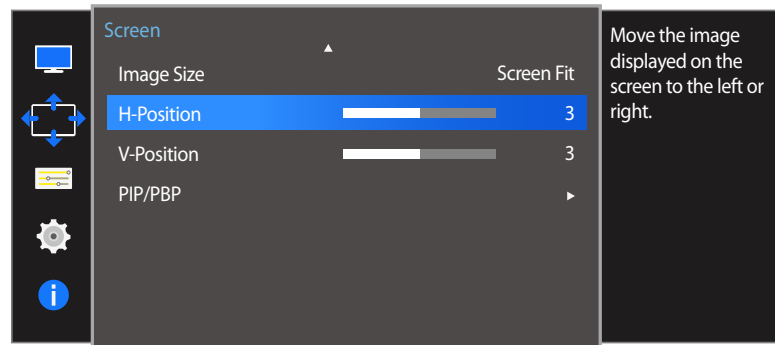 Screen
Image Size Screen Fit
H-Position 3
V-Position 3
PIP/PBP
Move the image
displayed on the
screen to the left or
right.